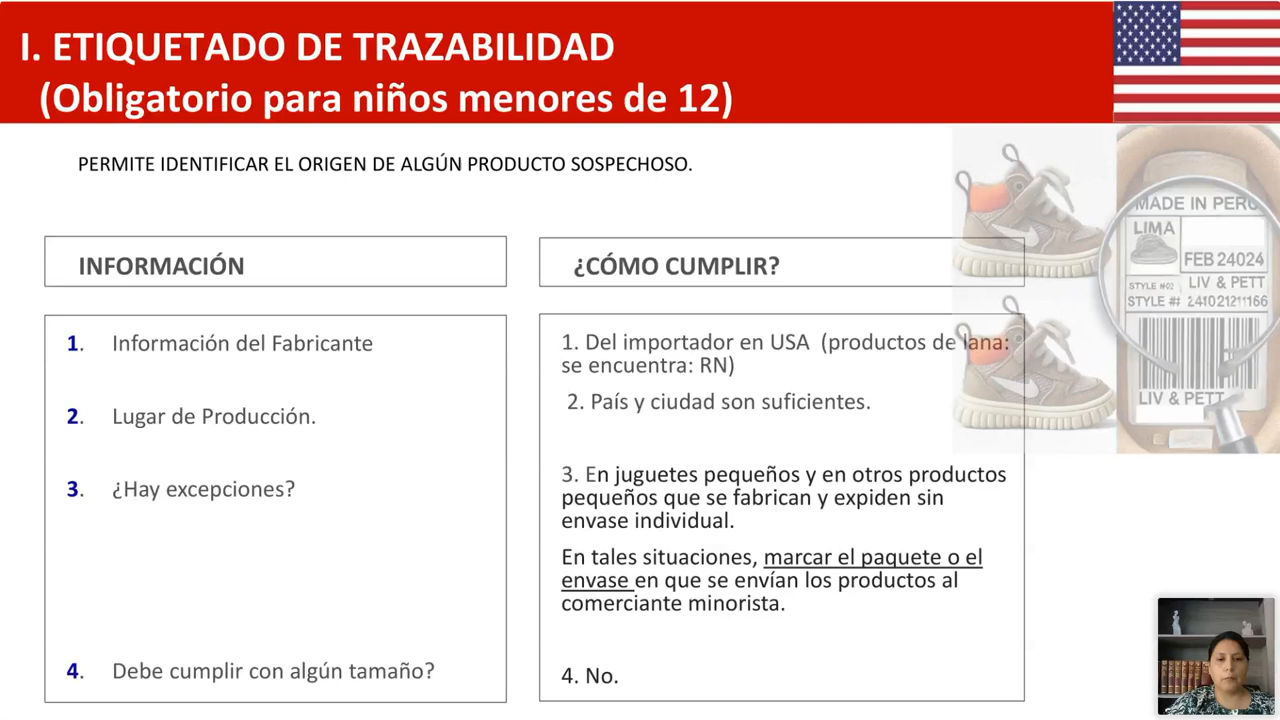 I. ETIQUETADO DE TRAZABILIDAD
(Obligatorio para niños menores de 12)
PERMITE IDENTIFICAR EL ORIGEN DE ALGÚN PRODUCTO SOSPECHOSO.
INFORMACIÓN
1. Información del Fabricante
2. Lugar de Producción.
3. ¿Hay excepciones?
4. Debe cumplir con algún tamaño?
¿CÓMO CUMPLIR?
1. Del importador en USA (productos de lana:
se encuentra: RN)
2. País y ciudad son suficientes.
3. En juguetes pequeños y en otros productos
pequeños que se fabrican y expiden sin
envase individual.
En tales situaciones, marcar el paquete o el
envase en que se envían los productos al
comerciante minorista.
4. No.
MADE IN PERU
LIMA
FEB 24024
STYLE #02 LIV & PETT
STYLE #: 241021211166
LIV & PETT